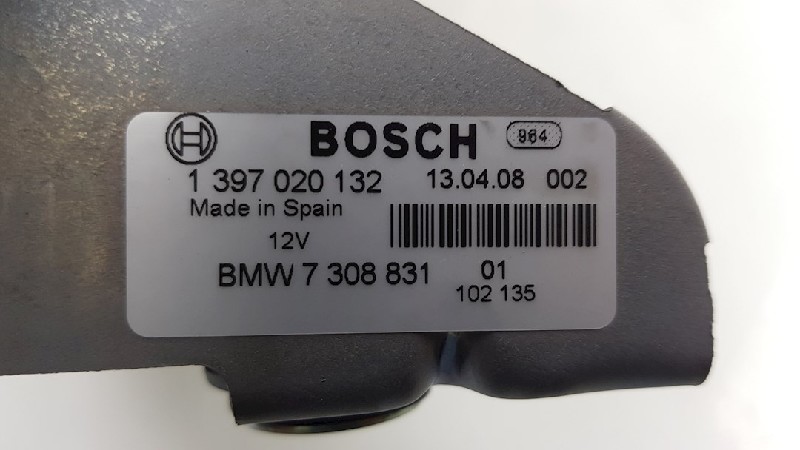 BOSCH 964
1 397 020 132 13.04.08 002
Made in Spain
12V
BMW 7 308 831 01
102 135